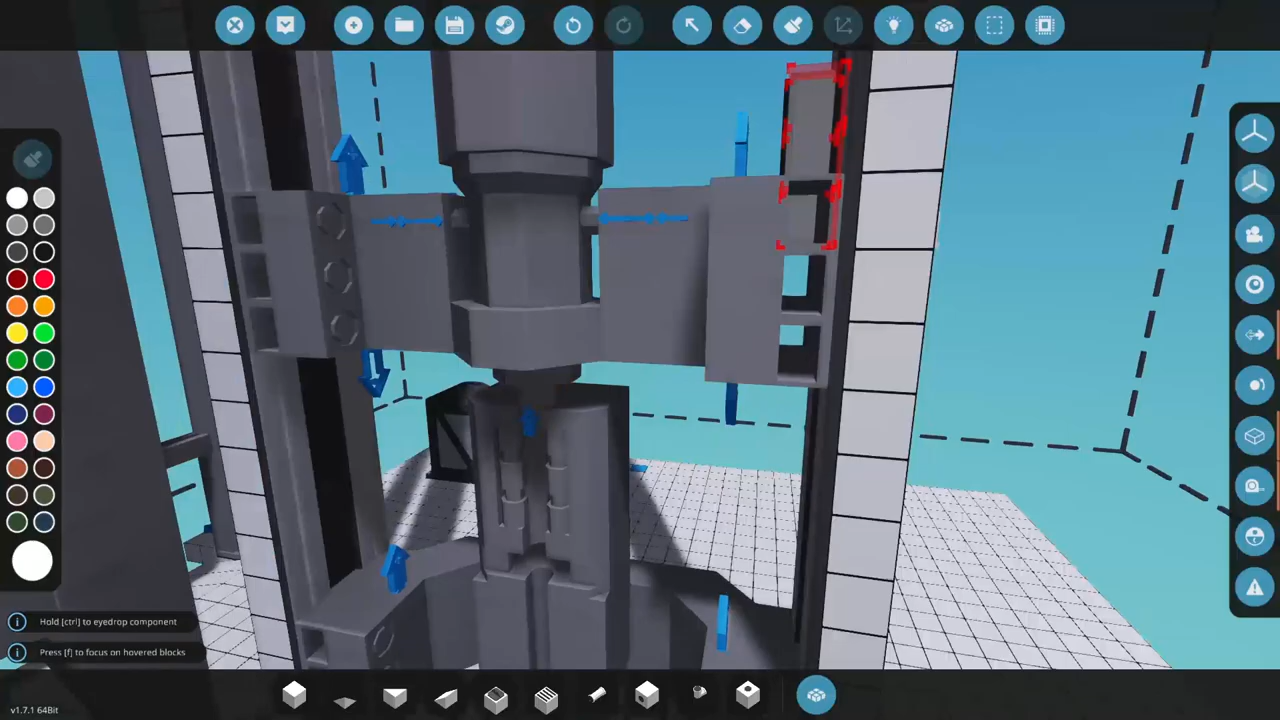 Hold [ctrl] to eyedrop component
Press [f] to focus on hovered blocks
v1.7.1 64Bit